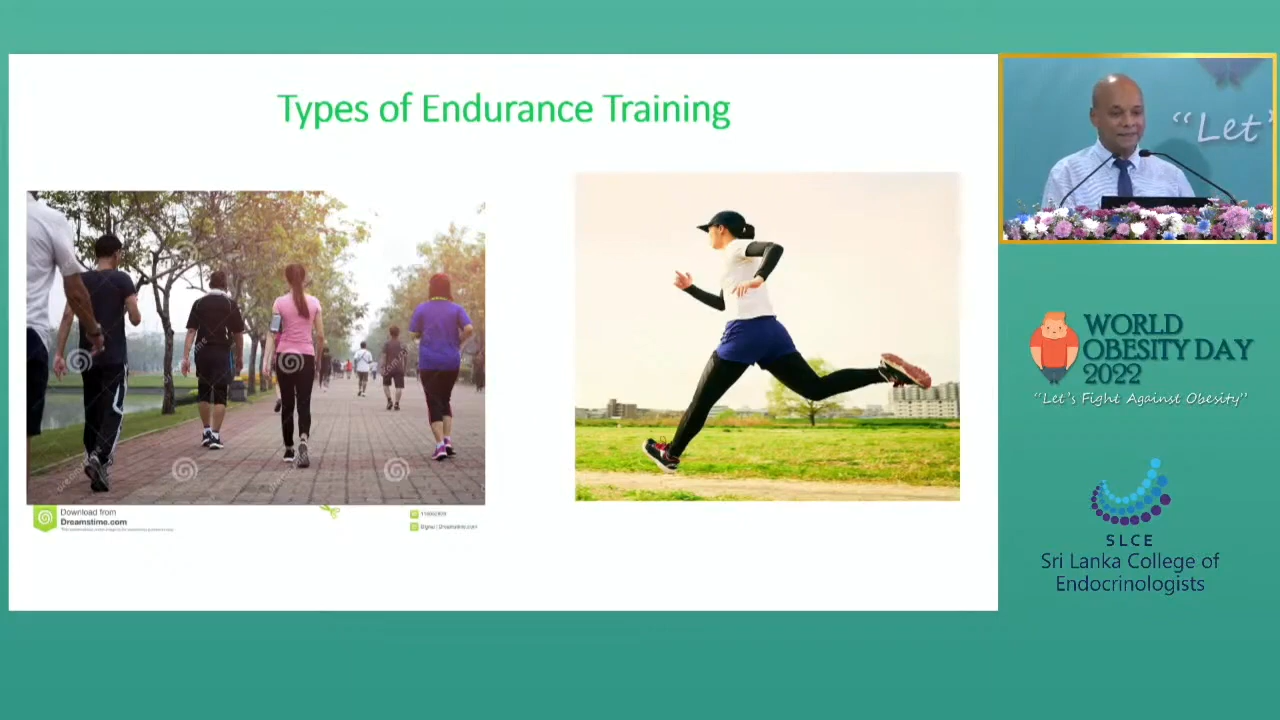 Types of Endurance Training
“Let’
WORLD
OBESITY DAY
2022
“Let’s Fight Against Obesity”
SLCE
Sri Lanka College of
Endocrinologists
Download from
Dreamstime.com